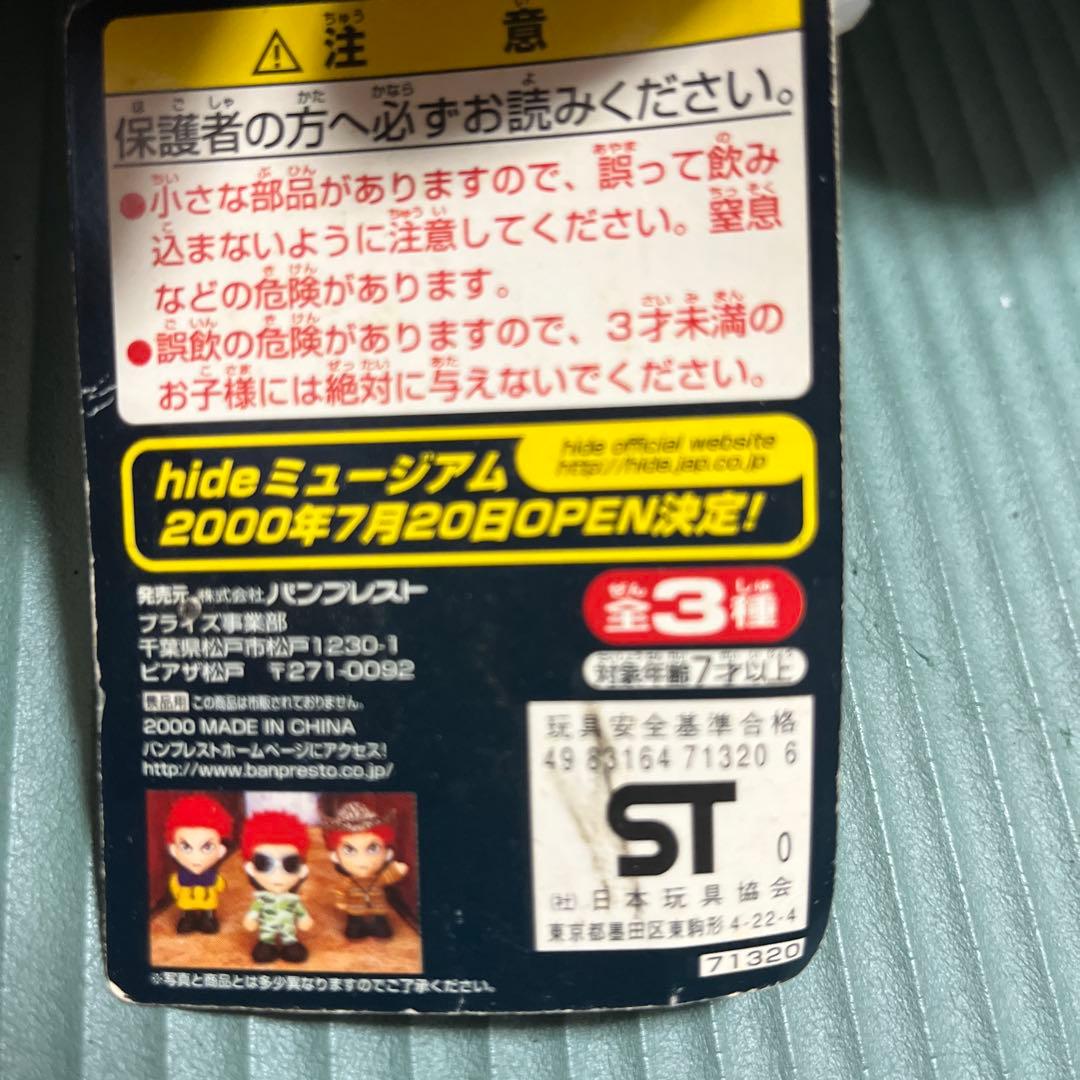 注意
保護者の方へ必ずお読みください。
●小さな部品がありますので、誤って飲み
込まないように注意してください。窒息
などの危険があります。
●誤飲の危険がありますので、3才未満の
お子様には絶対に与えないでください。
hide official website
http://hide.jap.co.jp
hideミュージアム
2000年7月20日OPEN決定!
発売元 株式会社 バンプレスト
プライズ事業部
千葉県松戸市松戸1230-1
ピアザ松戸 〒271-0092
景品用 この商品は市販されておりません。
2000 MADE IN CHINA
バンプレストホームページにアクセス!
http://www.banpresto.co.jp/
全3種
対象年齢7才以上
玩具安全基準合格
49 83164 71320 6
ST
0
(社)日本玩具協会
東京都墨田区東駒形4-22-4
71320
※写真と商品とは多少異なりますのでご了承ください。